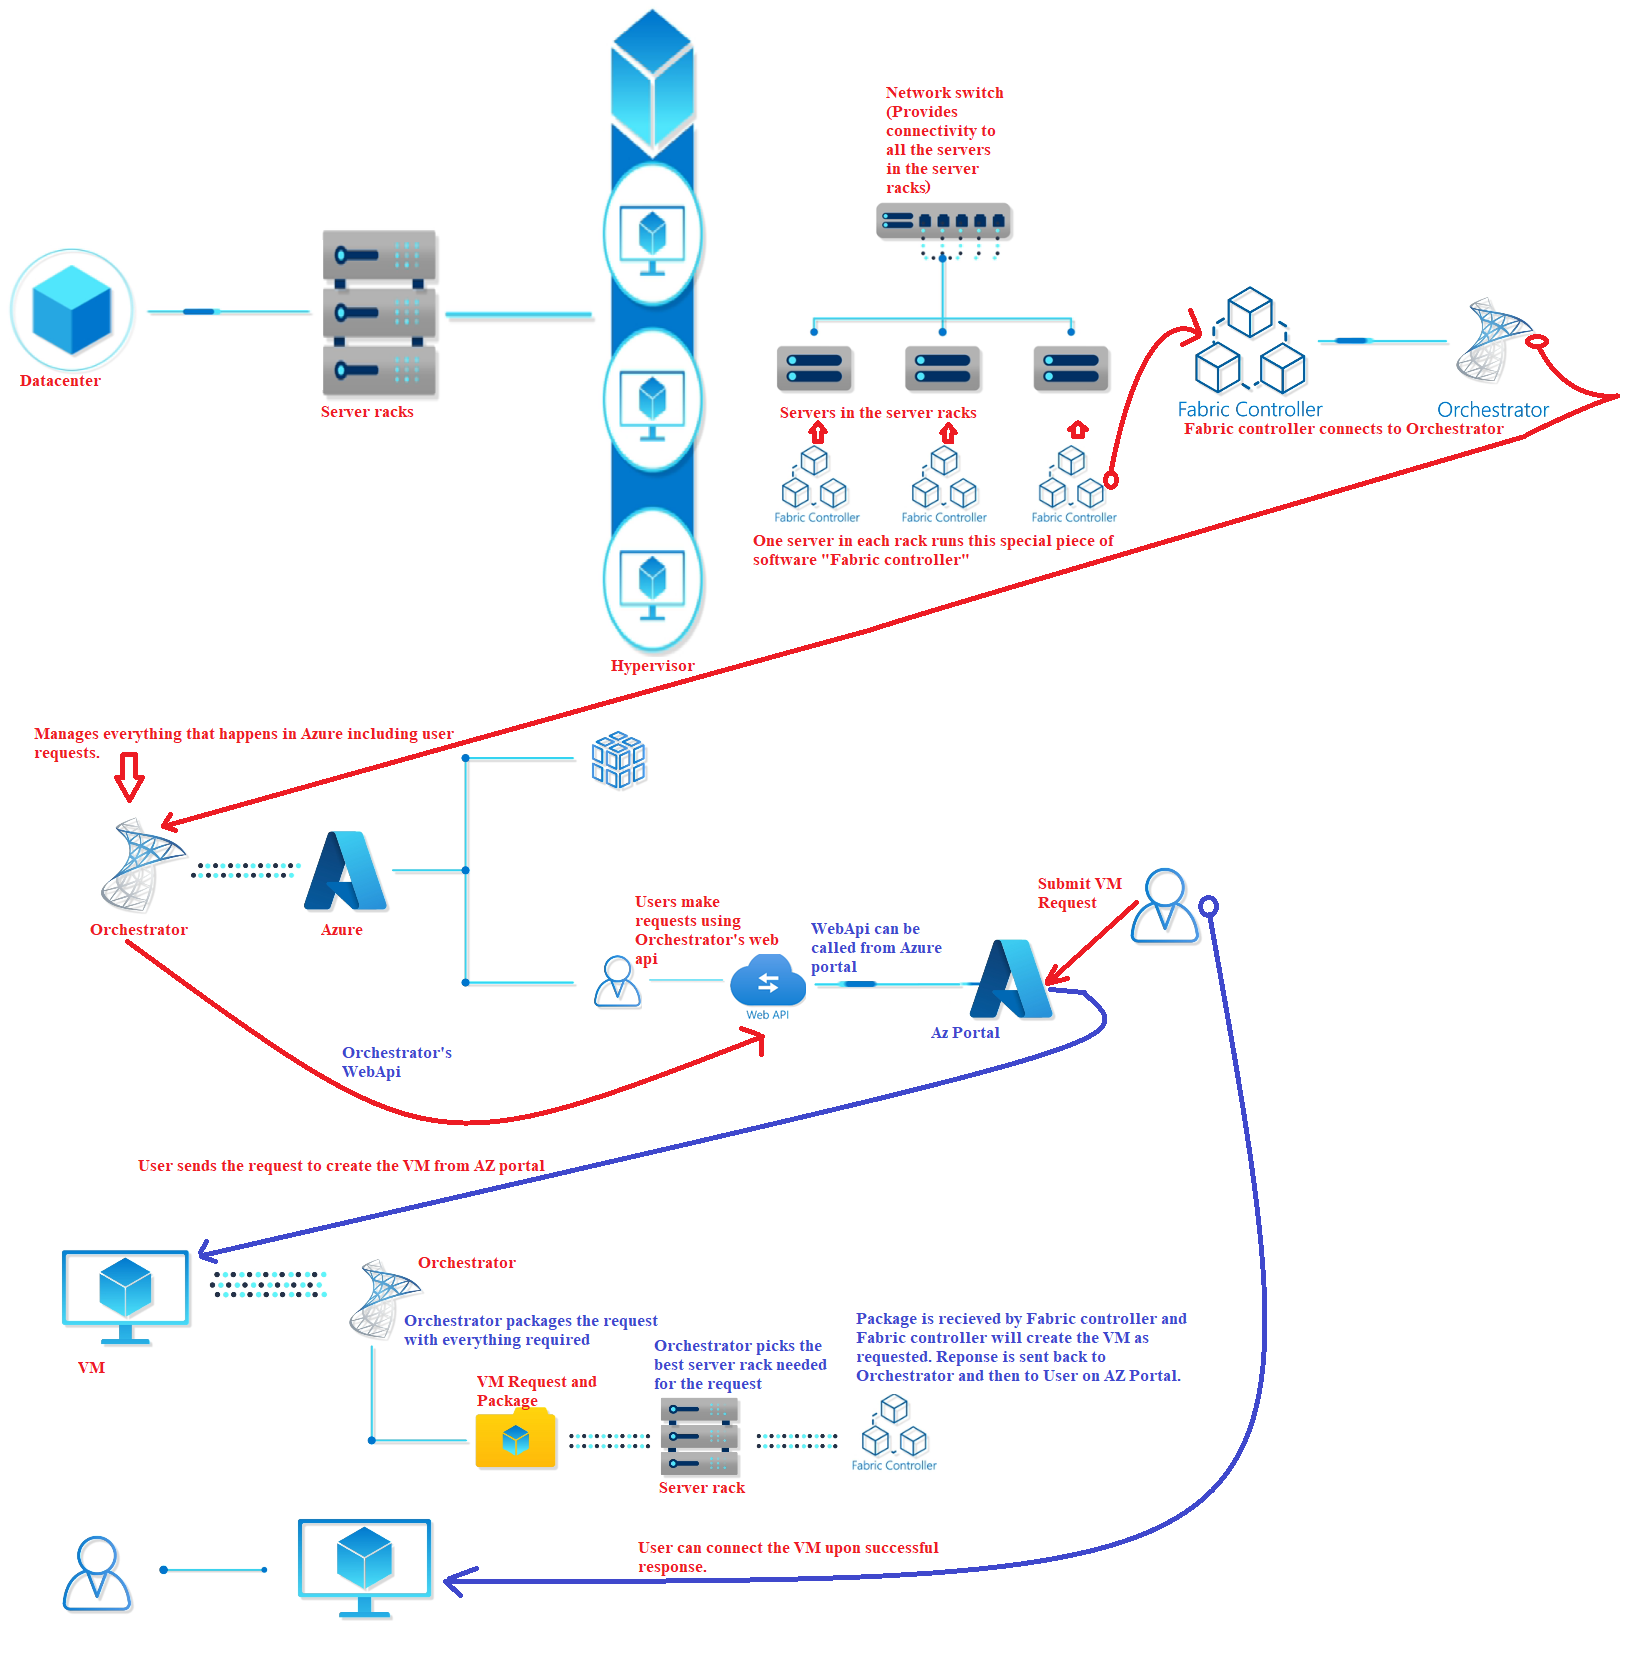 Network switch
(Provides
connectivity to
all the servers
in the server
racks)
Datacenter
Server racks
Servers in the server racks
Fabric Controller
Orchestrator
Fabric controller connects to Orchestrator
Fabric Controller
Fabric Controller
Fabric Controller
One server in each rack runs this special piece of
software "Fabric controller"
Hypervisor
Manages everything that happens in Azure including user
requests.
Orchestrator
Azure
Users make
requests using
Orchestrator's web
api
WebApi can be
called from Azure
portal
Submit VM
Request
Web API
Az Portal
Orchestrator's
WebApi
User sends the request to create the VM from AZ portal
VM
Orchestrator
Orchestrator packages the request
with everything required
VM Request and
Package
Orchestrator picks the
best server rack needed
for the request
Server rack
Package is recieved by Fabric controller and
Fabric controller will create the VM as
requested. Reponse is sent back to
Orchestrator and then to User on AZ Portal.
Fabric Controller
User can connect the VM upon successful
response.